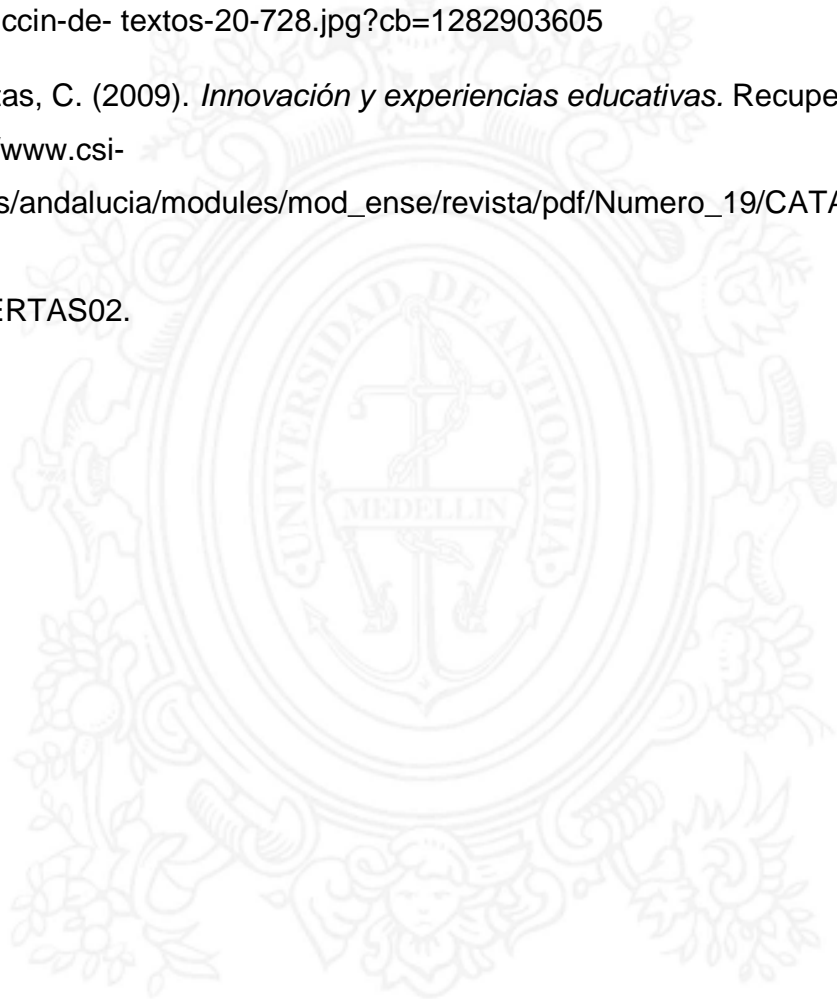 ccin-de- textos-20-728.jpg?cb=1282903605
tas, C. (2009). Innovación y experiencias educativas. Recupe
/www.csi-
s/andalucia/modules/mod_ense/revista/pdf/Numero_19/CATA
ERTAS02.
UNIVERSIDAD DE ANTIOQUIA
MEDELLIN